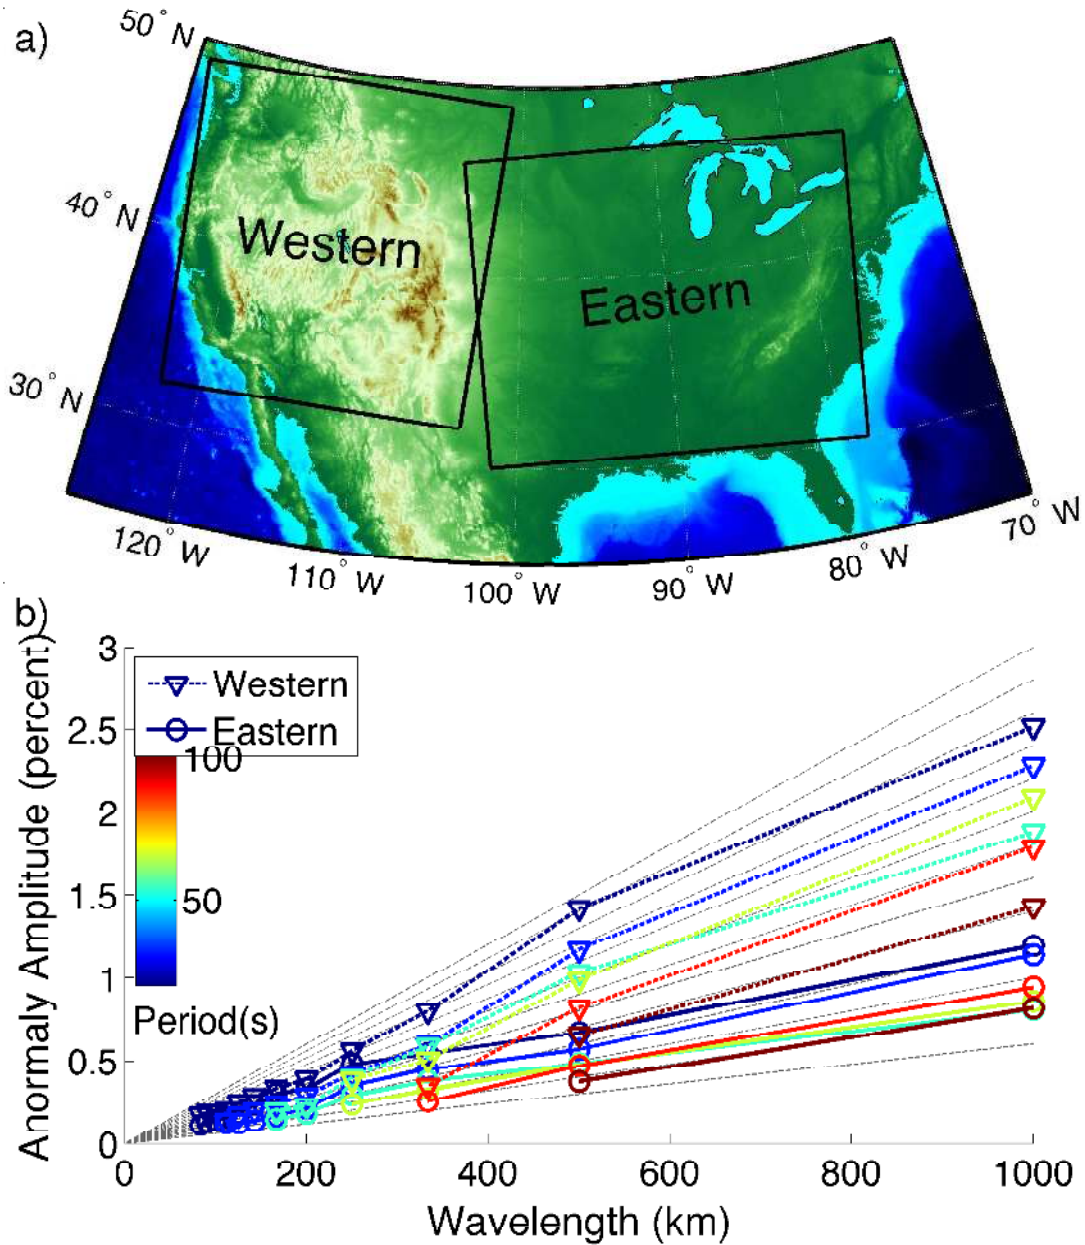 a)
50° N
40° N
30° N
Western
Eastern
120° W
110° W
100° W
90° W
80° W
70° W
b)
Anormaly Amplitude (percent)
3
2.5
2
1.5
1
0.5
0
Western
Eastern
100
50
Period(s)
0
200
400
600
800
1000
Wavelength (km)